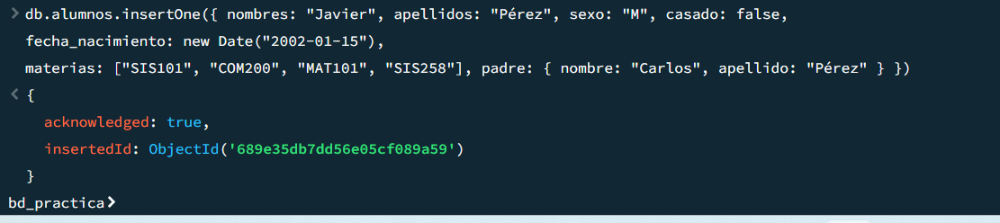 > db.alumnos.insertOne({ nombres: "Javier", apellidos: "Pérez", sexo: "M", casado: false,
fecha_nacimiento: new Date("2002-01-15"),
materias: ["SIS101", "COM200", "MAT101", "SIS258"], padre: { nombre: "Carlos", apellido: "Pérez" } })
< {
acknowledged: true,
insertedId: ObjectId('689e35db7dd56e05cf089a59')
}
bd_practica>